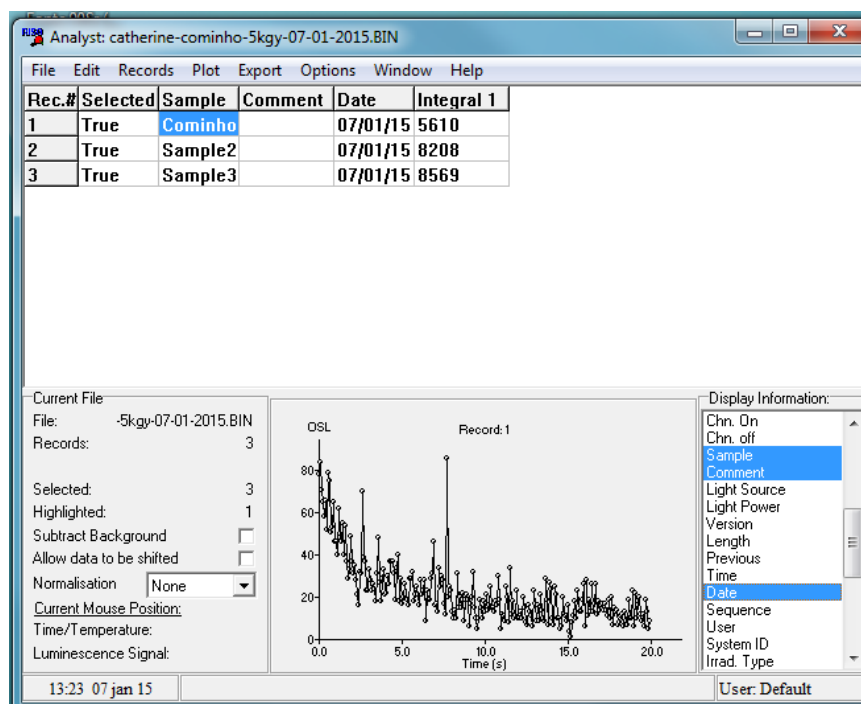 RISØ Analyst: catherine-cominho-5kgy-07-01-2015.BIN
File Edit Records Plot Export Options Window Help
Rec.# Selected Sample Comment Date Integral 1
1 True Cominho 07/01/15 5610
2 True Sample2 07/01/15 8208
3 True Sample3 07/01/15 8569
Current File
File: -5kgy-07-01-2015.BIN
Records: 3
Selected: 3
Highlighted: 1
Subtract Background
Allow data to be shifted
Normalisation None
Current Mouse Position:
Time/Temperature:
Luminescence Signal:
OSL
Record:1
80
60
40
20
0
0.0 5.0 10.0 15.0 20.0
Time (s)
Display Information:
Chn. On
Chn. off
Sample
Comment
Light Source
Light Power
Version
Length
Previous
Time
Date
Sequence
User
System ID
Irrad. Type
13:23 07 jan 15
User: Default